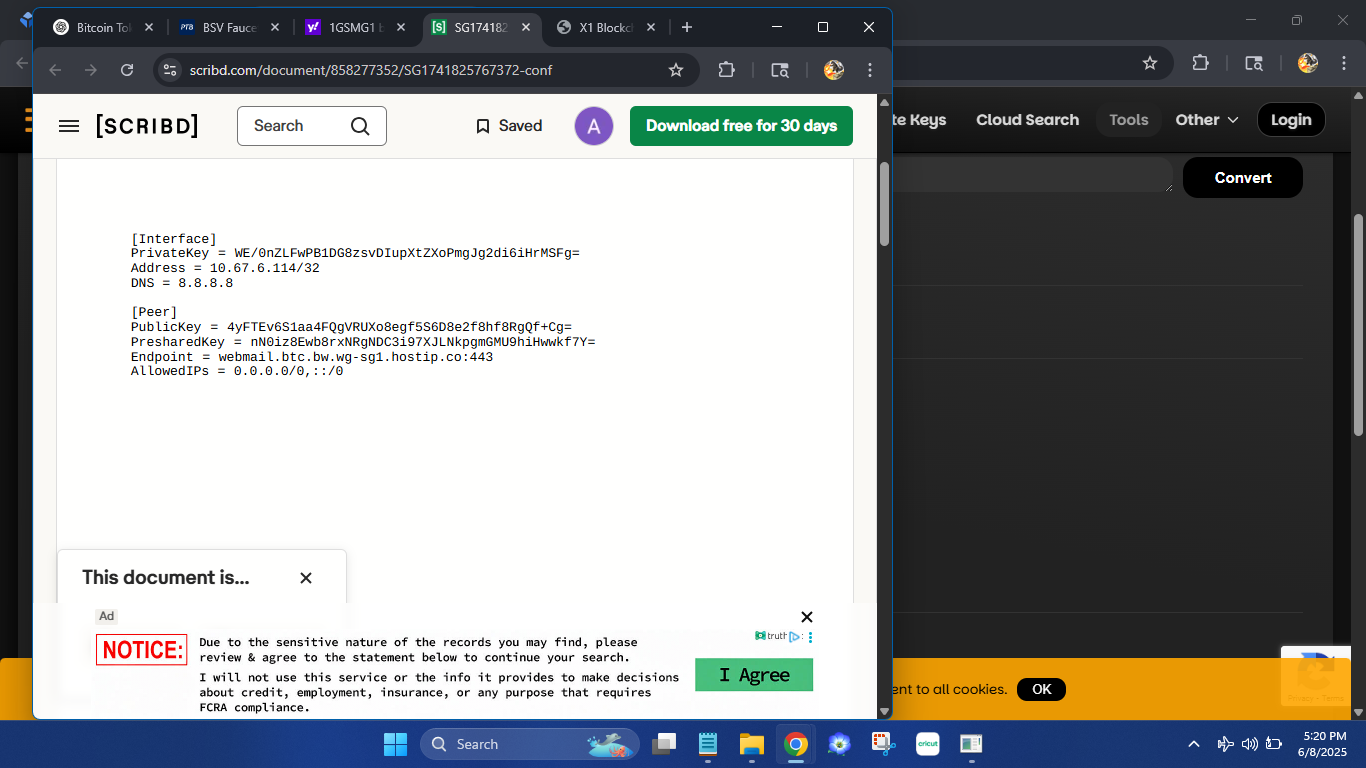 Bitcoin To
BSV Fauce
1GSMG1 b
SG174182
X1 Blockc
scribd.com/document/858277352/SG1741825767372-conf
[SCRIBD]
Search
Saved
A
Download free for 30 days
te Keys
Cloud Search
Tools
Other
Login
Convert
[Interface]
PrivateKey = WE/0nZLFwPB1DG8zsvDIupXtZXoPmgJg2di6iHrMSFg=
Address = 10.67.6.114/32
DNS = 8.8.8.8
[Peer]
PublicKey = 4yFTEv6S1aa4FQgVRUXo8egf5S6D8e2f8hf8RgQf+Cg=
PresharedKey = nN0iz8Ewb8rxNRgNDC3i97XJLNkpgmGMU9hiHwwkf7Y=
Endpoint = webmail.btc.bw.wg-sg1.hostip.co:443
AllowedIPs = 0.0.0.0/0,::/0
This document is...
Ad
NOTICE:
Due to the sensitive nature of the records you may find, please
review & agree to the statement below to continue your search.
I will not use this service or the info it provides to make decisions
about credit, employment, insurance, or any purpose that requires
FCRA compliance.
truth
I Agree
ent to all cookies.
OK
Privacy - Terms
Search
cricut
5:20 PM
6/8/2025